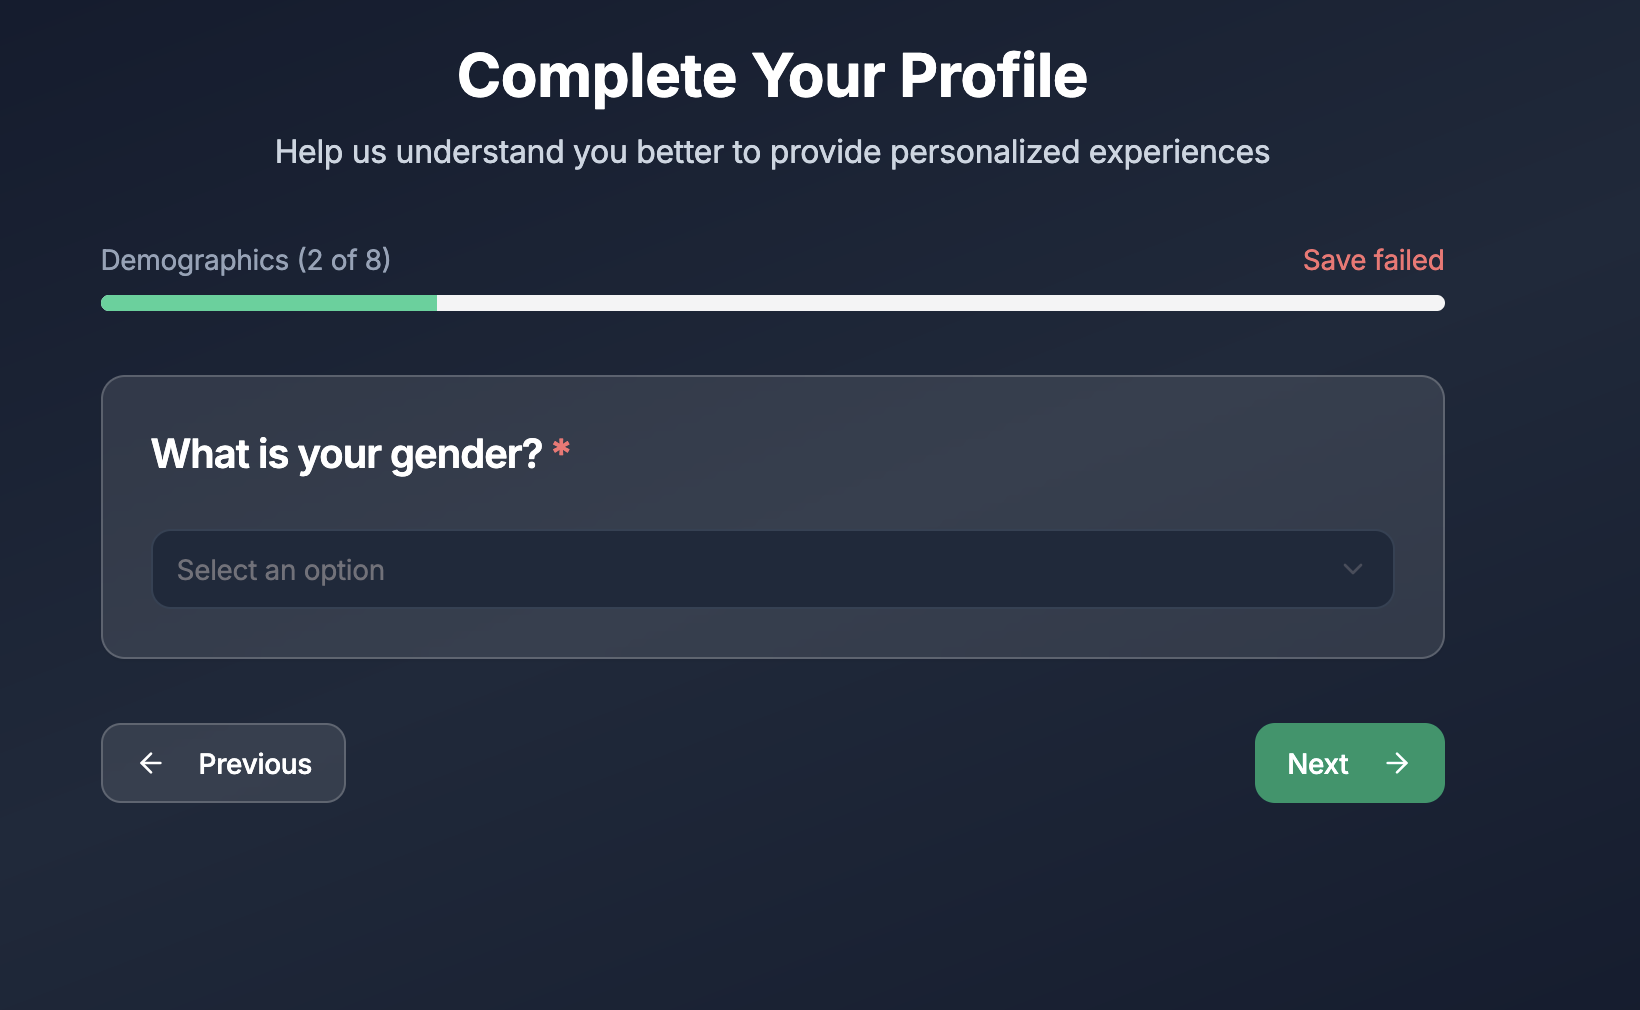 Complete Your Profile
Help us understand you better to provide personalized experiences
Demographics (2 of 8)
Save failed
What is your gender? *
Select an option
Previous
Next